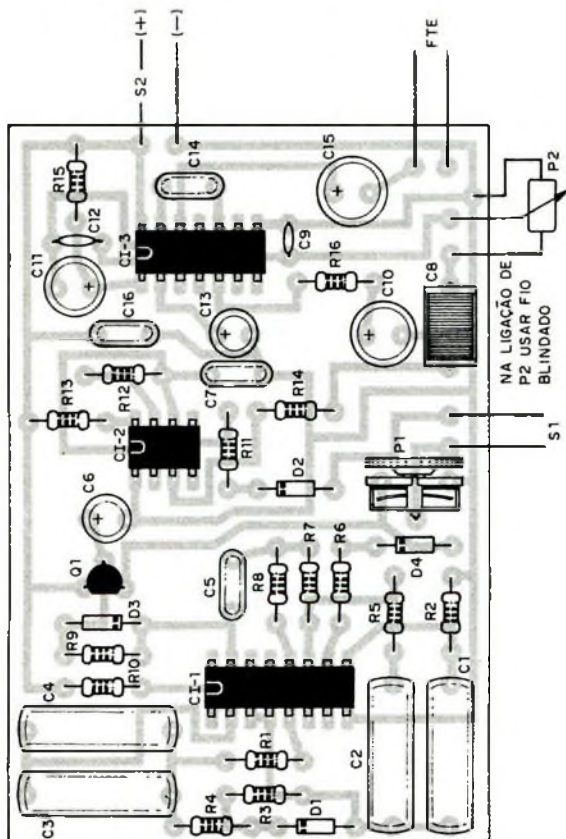 S2 — (+)
(−)
FTE
R15
C14
C15
C12
C11
CI-3
C9
R16
P2
C16
C13
C10
C8
NA LIGAÇÃO DE
P2 USAR FIO
BLINDADO
R13
R12
C7
R14
CI-2
R11
S1
C6
D2
P1
Q1
R7
R6
D4
D3
C5
R8
R9
R5
R2
R10
C4
CI-1
C1
C2
R1
C3
R4
R3
D1